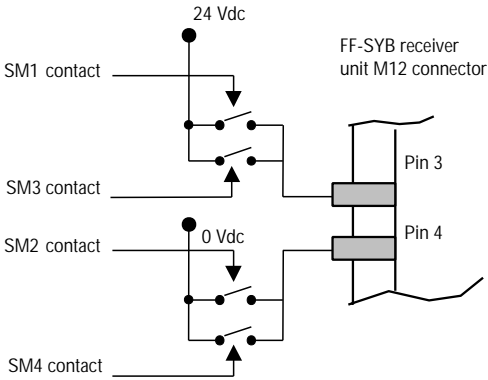 24 Vdc
FF-SYB receiver
unit M12 connector
SM1 contact
Pin 3
SM3 contact
Pin 4
0 Vdc
SM2 contact
SM4 contact